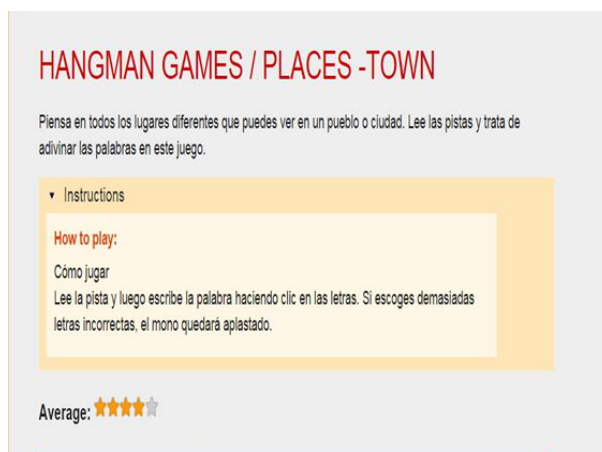 HANGMAN GAMES / PLACES -TOWN
Piensa en todos los lugares diferentes que puedes ver en un pueblo o ciudad. Lee las pistas y trata de
adivinar las palabras en este juego.
Instructions
How to play:
Cómo jugar
Lee la pista y luego escribe la palabra haciendo clic en las letras. Si escoges demasiadas
letras incorrectas, el mono quedará aplastado.
Average: